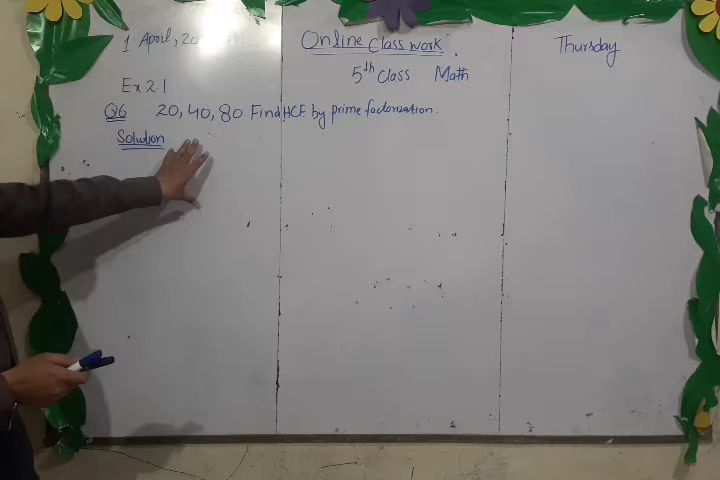 1 April, 20
Online Class work.
Thursday
5th Class Math
Ex 2.1
Q6 20, 40, 80 Find HCF by prime factorization.
Solution